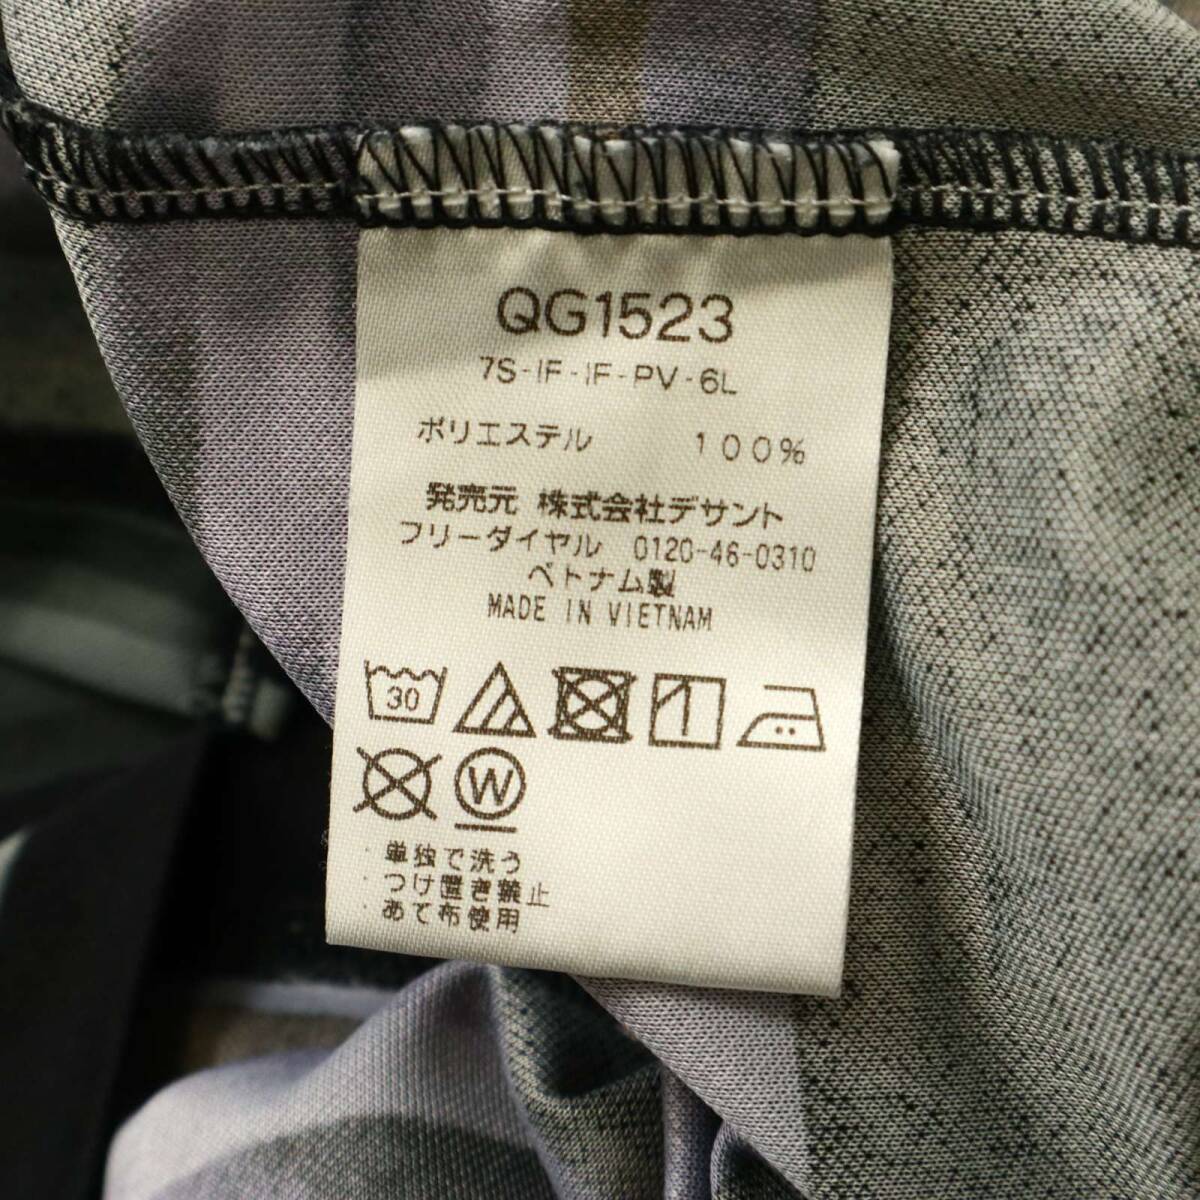 QG1523
7S-IF-IF-PV-6L
ポリエステル 100%
発売元 株式会社デサント
フリーダイヤル 0120-46-0310
ベトナム製
MADE IN VIETNAM
30
W
・単独で洗う
・つけ置き禁止
・あて布使用